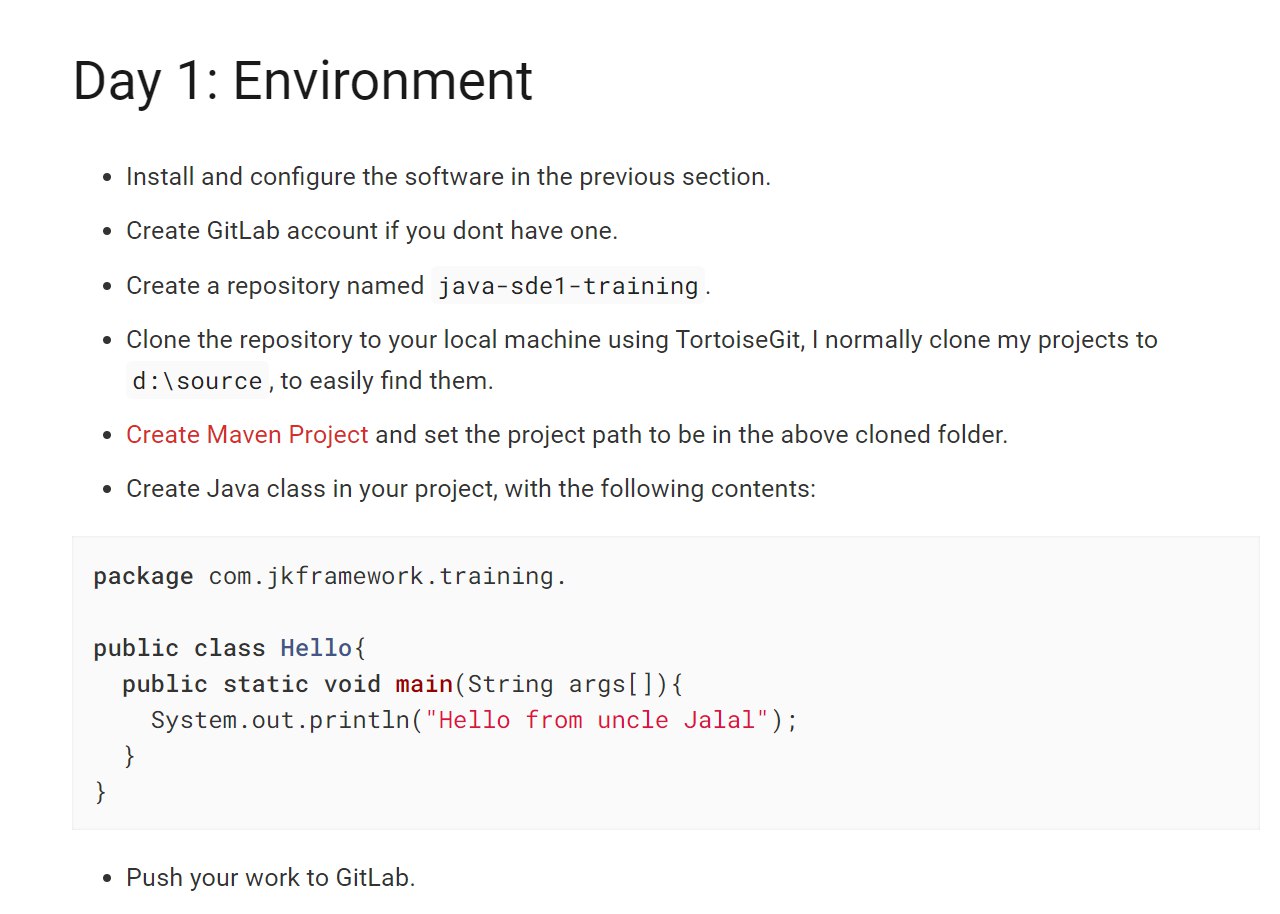 Day 1: Environment
Install and configure the software in the previous section.
Create GitLab account if you dont have one.
Create a repository named java-sde1-training.
Clone the repository to your local machine using TortoiseGit, I normally clone my projects to
d:\source, to easily find them.
Create Maven Project and set the project path to be in the above cloned folder.
Create Java class in your project, with the following contents:
package com.jkframework.training.
public class Hello{
public static void main(String args[]){
System.out.println("Hello from uncle Jalal");
}
}
Push your work to GitLab.